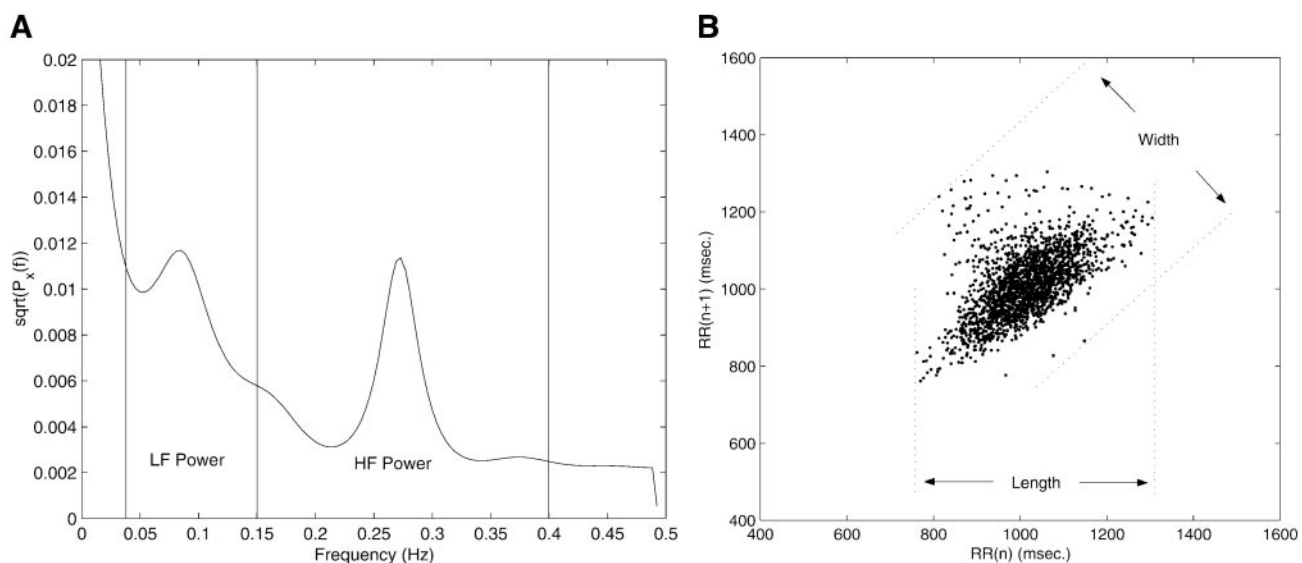 A
0.02
0.018
0.016
0.014
0.012
0.01
0.008
0.006
0.004
0.002
0
sqrt(P_x(f))
LF Power
HF Power
0 0.05 0.1 0.15 0.2 0.25 0.3 0.35 0.4 0.45 0.5
Frequency (Hz)
B
1600
1400
1200
1000
800
600
400
RR(n+1) (msec.)
Width
Length
400 600 800 1000 1200 1400 1600
RR(n) (msec.)